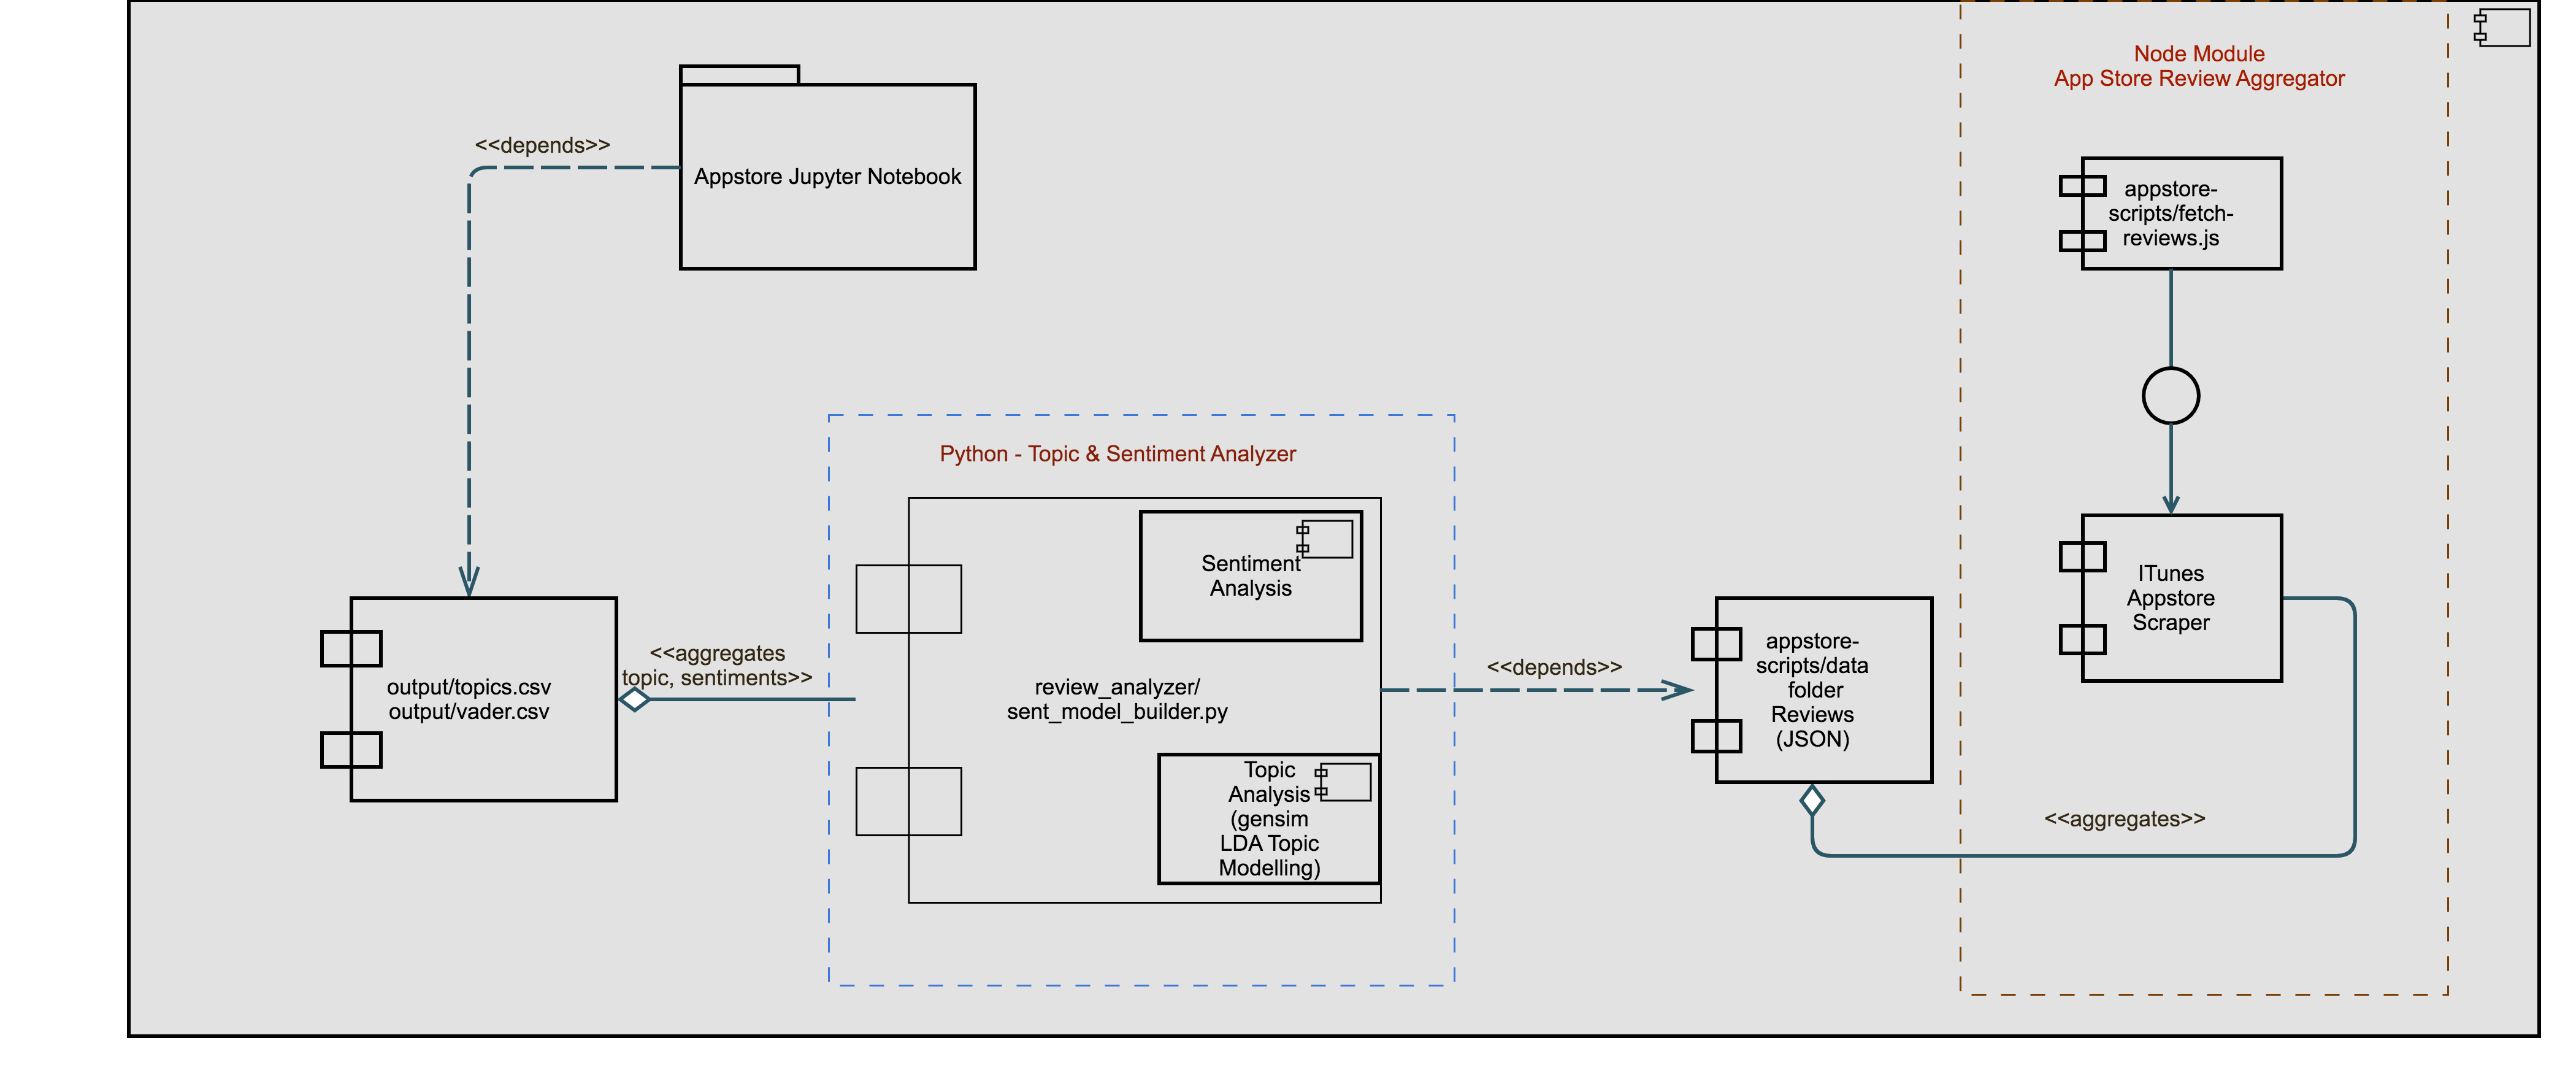 Node Module
App Store Review Aggregator
<<depends>>
Appstore Jupyter Notebook
appstore-
scripts/fetch-
reviews.js
Python - Topic & Sentiment Analyzer
Sentiment
Analysis
ITunes
Appstore
Scraper
<<aggregates
topic, sentiments>>
output/topics.csv
output/vader.csv
review_analyzer/
sent_model_builder.py
<<depends>>
appstore-
scripts/data
folder
Reviews
(JSON)
Topic
Analysis
(gensim
LDA Topic
Modelling)
<<aggregates>>